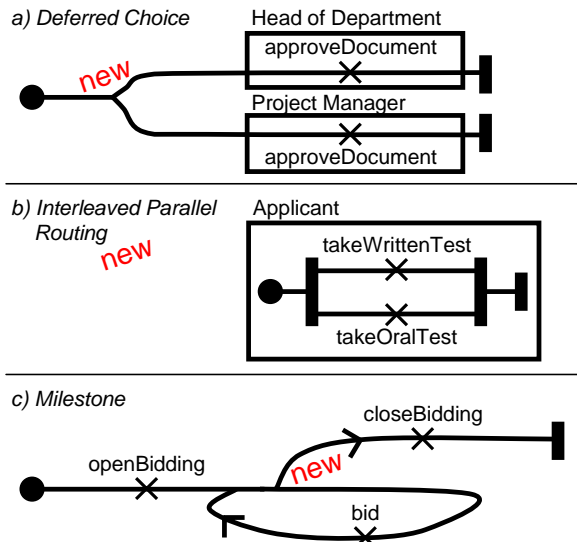 a) Deferred Choice
Head of Department
approveDocument
new
Project Manager
approveDocument
b) Interleaved Parallel
Routing
new
Applicant
takeWrittenTest
takeOralTest
c) Milestone
closeBidding
openBidding
new
bid